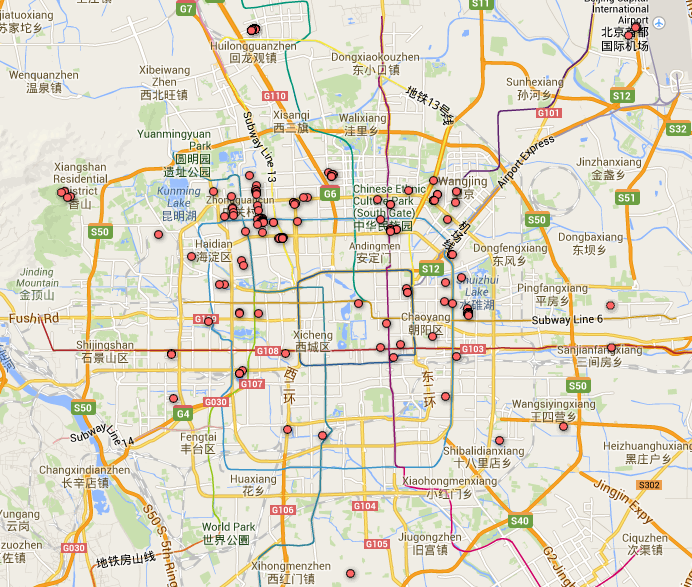 S11
Beijing Capital
International
Airport
北京首都
国际机场
G7
Huilongguanzhen
回龙观镇
Dongxiaokouzhen
东小口镇
Wenquanzhen
温泉镇
Xibeiwang
Zhen
西北旺镇
G110
地铁13号线
Sunhexiang
孙河乡
S12
G101
S32
Xisanqi
西三旗
Walixiang
洼里乡
Subway Line 13
Yuanmingyuan
Park
圆明园
遗址公园
Airport Express
Jinzhanxiang
金盏乡
Xiangshan
Residential
District
香山
Kunming
Lake
昆明湖
Zhongguancun
G6
Chinese Ethnic
Culture Park
(South Gate)
中华民族园
Wangjing
望京
S51
S50
S50
Haidian
海淀区
Andingmen
安定门
S12
机场线
Dongfengxiang
东风乡
Dongbaxiang
东坝乡
Jinding
Mountain
金顶山
Shuizhui
Lake
水碓湖
Pingfangxiang
平房乡
Fushi Rd
G109
Chaoyang
朝阳区
Subway Line 6
Shijingshan
石景山区
Xicheng
西城区
G108
G103
Sanjianfangxiang
三间房乡
G107
西二环
东二环
S50
S50
G4
G030
Wangsiyingxiang
王四营乡
Subway Line 14
Fengtai
丰台区
Shibalidianxiang
十八里店乡
Heizhuanghuxiang
黑庄户乡
Changxindianzhen
长辛店镇
Huaxiang
花乡
Xiaohongmenxiang
小红门乡
S302
Jingjin Expy
G106
G104
Yungang
云岗
S50 S. 5th Ring
World Park
世界公园
S40
G105
Jiugongzhen
旧宫镇
Ciquzhen
次渠镇
G030
地铁房山线
Xihongmenzhen
西红门镇
G2-Jingjin